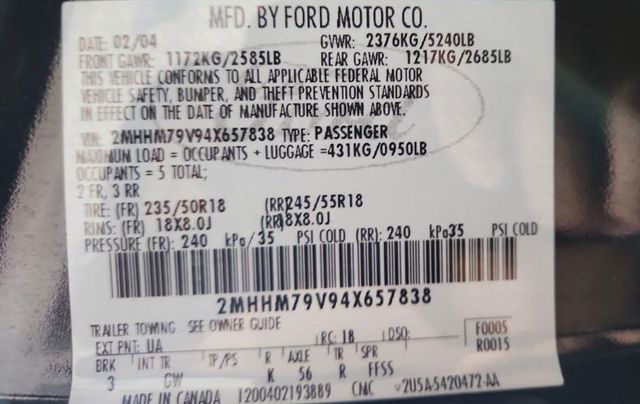 MFD. BY FORD MOTOR CO.
DATE: 02/04 GVWR: 2376KG/5240LB
FRONT GAWR: 1172KG/2585LB REAR GAWR: 1217KG/2685LB
THIS VEHICLE CONFORMS TO ALL APPLICABLE FEDERAL MOTOR
VEHICLE SAFETY, BUMPER, AND THEFT PREVENTION STANDARDS
IN EFFECT ON THE DATE OF MANUFACTURE SHOWN ABOVE.
VIN: 2MHHM79V94X657838 TYPE: PASSENGER
MAXIMUM LOAD = OCCUPANTS + LUGGAGE =431KG/0950LB
OCCUPANTS = 5 TOTAL;
2 FR, 3 RR
TIRE: (FR) 235/50R18 (RR)245/55R18
RIMS: (FR) 18X8.0J (RR)18X8.0J
PRESSURE (FR): 240 kPa/35 PSI COLD (RR): 240 kPa35 PSI COLD
2MHHM79V94X657838
TRAILER TOWING - SEE OWNER GUIDE
EXT PNT: UA RC: 18 DSO: F0005
R0015
BRK INT TR TP/PS R AXLE TR SPR
3 GW K 56 R FFSS
MADE IN CANADA 1200402193889 CMC 2U5A-5420472-AA